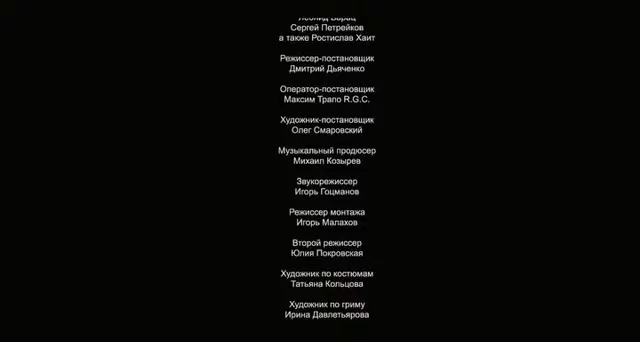 Леонид Барац
Сергей Петрейков
а также Ростислав Хаит
Режиссер-постановщик
Дмитрий Дьяченко
Оператор-постановщик
Максим Трапо R.G.C.
Художник-постановщик
Олег Смаровский
Музыкальный продюсер
Михаил Козырев
Звукорежиссер
Игорь Гоцманов
Режиссер монтажа
Игорь Малахов
Второй режиссер
Юлия Покровская
Художник по костюмам
Татьяна Кольцова
Художник по гриму
Ирина Давлетьярова